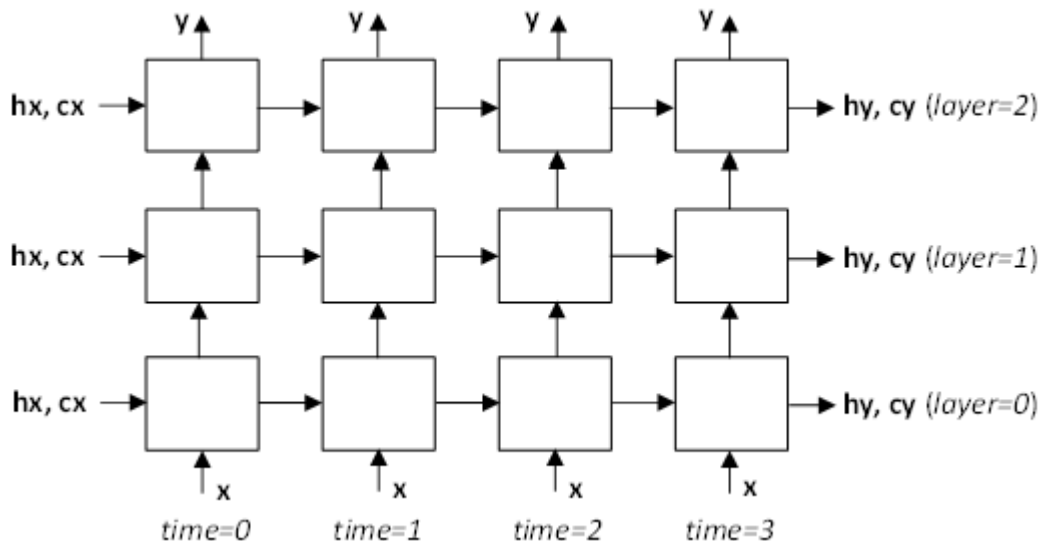 y y y y
hx, cx hy, cy (layer=2)
hx, cx hy, cy (layer=1)
hx, cx hy, cy (layer=0)
x x x x
time=0 time=1 time=2 time=3